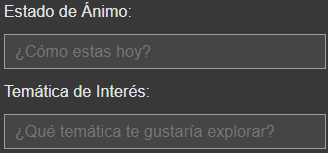 Estado de Ánimo:
¿Cómo estas hoy?
Temática de Interés:
¿Qué temática te gustaría explorar?